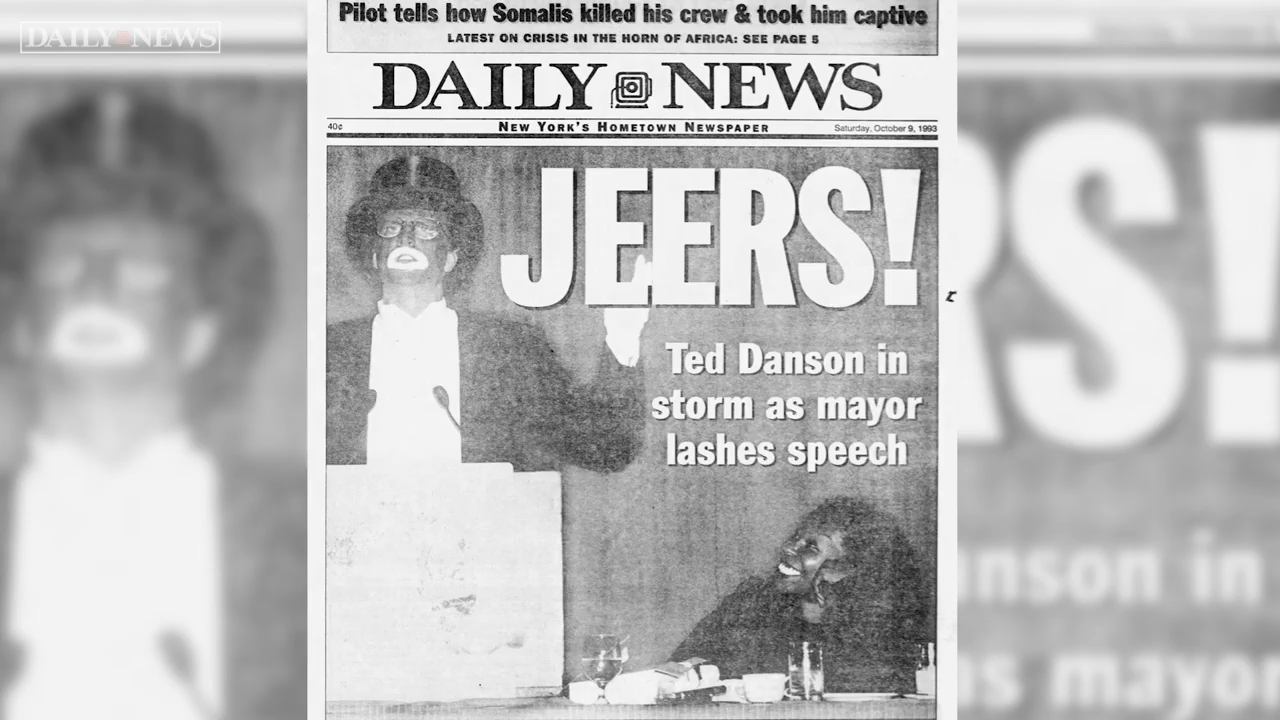 DAILY NEWS
Pilot tells how Somalis killed his crew & took him captive
LATEST ON CRISIS IN THE HORN OF AFRICA: SEE PAGE 5
DAILY NEWS
40¢
NEW YORK'S HOMETOWN NEWSPAPER
Saturday, October 9, 1993
JEERS!
Ted Danson in
storm as mayor
lashes speech